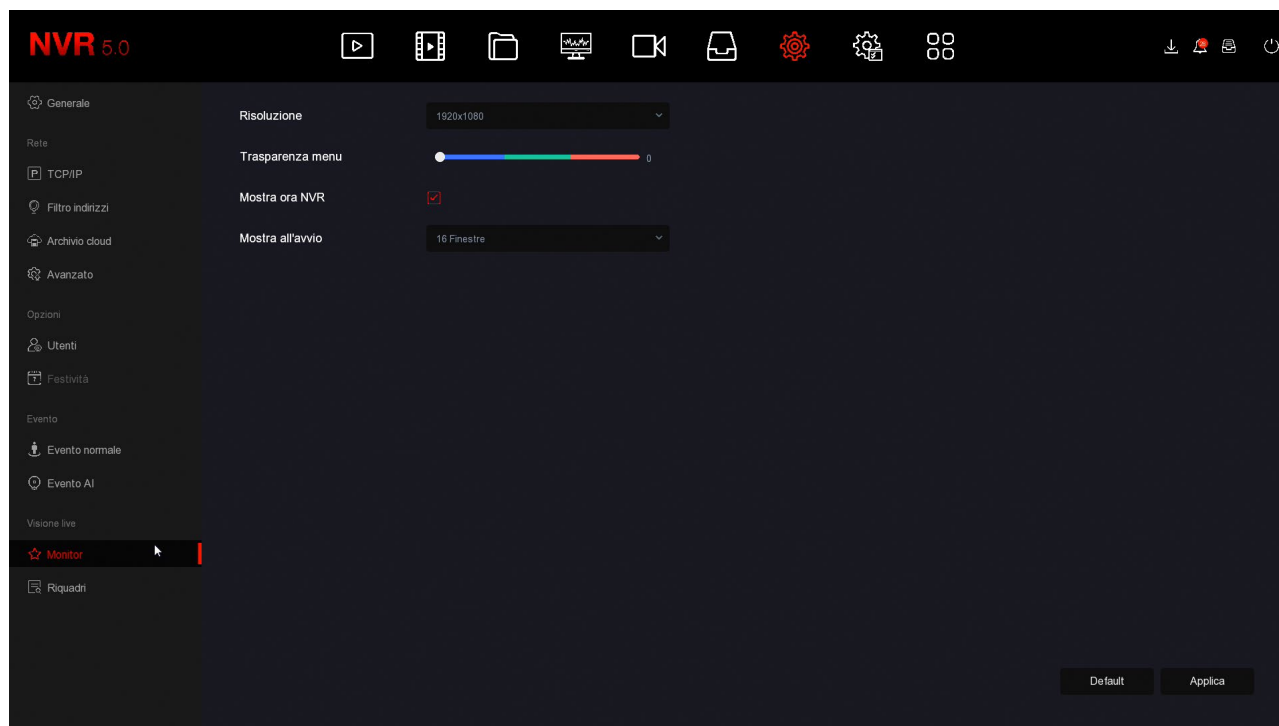 NVR 5.0
Generale
Rete
TCP/IP
Filtro indirizzi
Archivio cloud
Avanzato
Opzioni
Utenti
Festività
Evento
Evento normale
Evento AI
Visione live
Monitor
Riquadri
Risoluzione 1920x1080
Trasparenza menu 0
Mostra ora NVR
Mostra all'avvio 16 Finestre
Default Applica